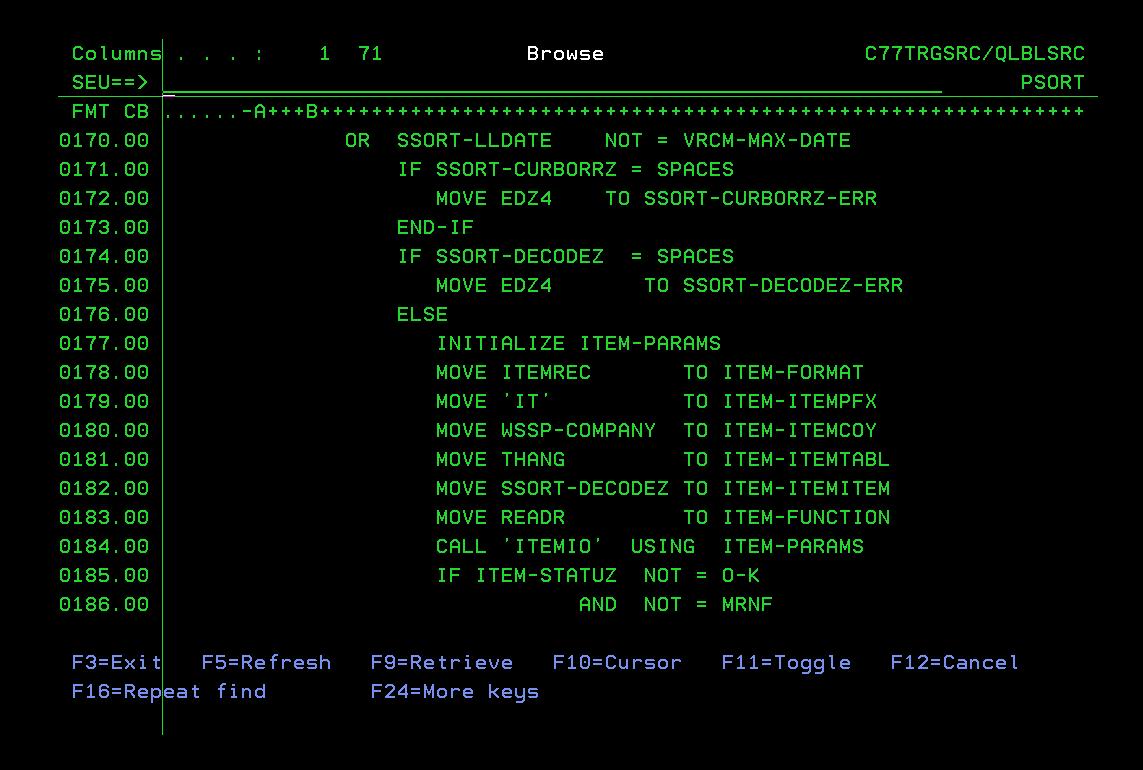 Columns . . . :    1  71           Browse                    C77TRGSRC/QLBLSRC
SEU==>                                                                   PSORT
FMT CB ......-A+++B+++++++++++++++++++++++++++++++++++++++++++++++++++++++++++
0170.00               OR  SSORT-LLDATE    NOT = VRCM-MAX-DATE
0171.00                   IF SSORT-CURBORRZ = SPACES
0172.00                      MOVE EDZ4    TO SSORT-CURBORRZ-ERR
0173.00                   END-IF
0174.00                   IF SSORT-DECODEZ  = SPACES
0175.00                      MOVE EDZ4       TO SSORT-DECODEZ-ERR
0176.00                   ELSE
0177.00                      INITIALIZE ITEM-PARAMS
0178.00                      MOVE ITEMREC       TO ITEM-FORMAT
0179.00                      MOVE 'IT'          TO ITEM-ITEMPFX
0180.00                      MOVE WSSP-COMPANY  TO ITEM-ITEMCOY
0181.00                      MOVE THANG         TO ITEM-ITEMTABL
0182.00                      MOVE SSORT-DECODEZ TO ITEM-ITEMITEM
0183.00                      MOVE READR         TO ITEM-FUNCTION
0184.00                      CALL 'ITEMIO'  USING  ITEM-PARAMS
0185.00                      IF ITEM-STATUZ  NOT = O-K
0186.00                                 AND  NOT = MRNF
F3=Exit   F5=Refresh   F9=Retrieve   F10=Cursor   F11=Toggle   F12=Cancel
F16=Repeat find        F24=More keys